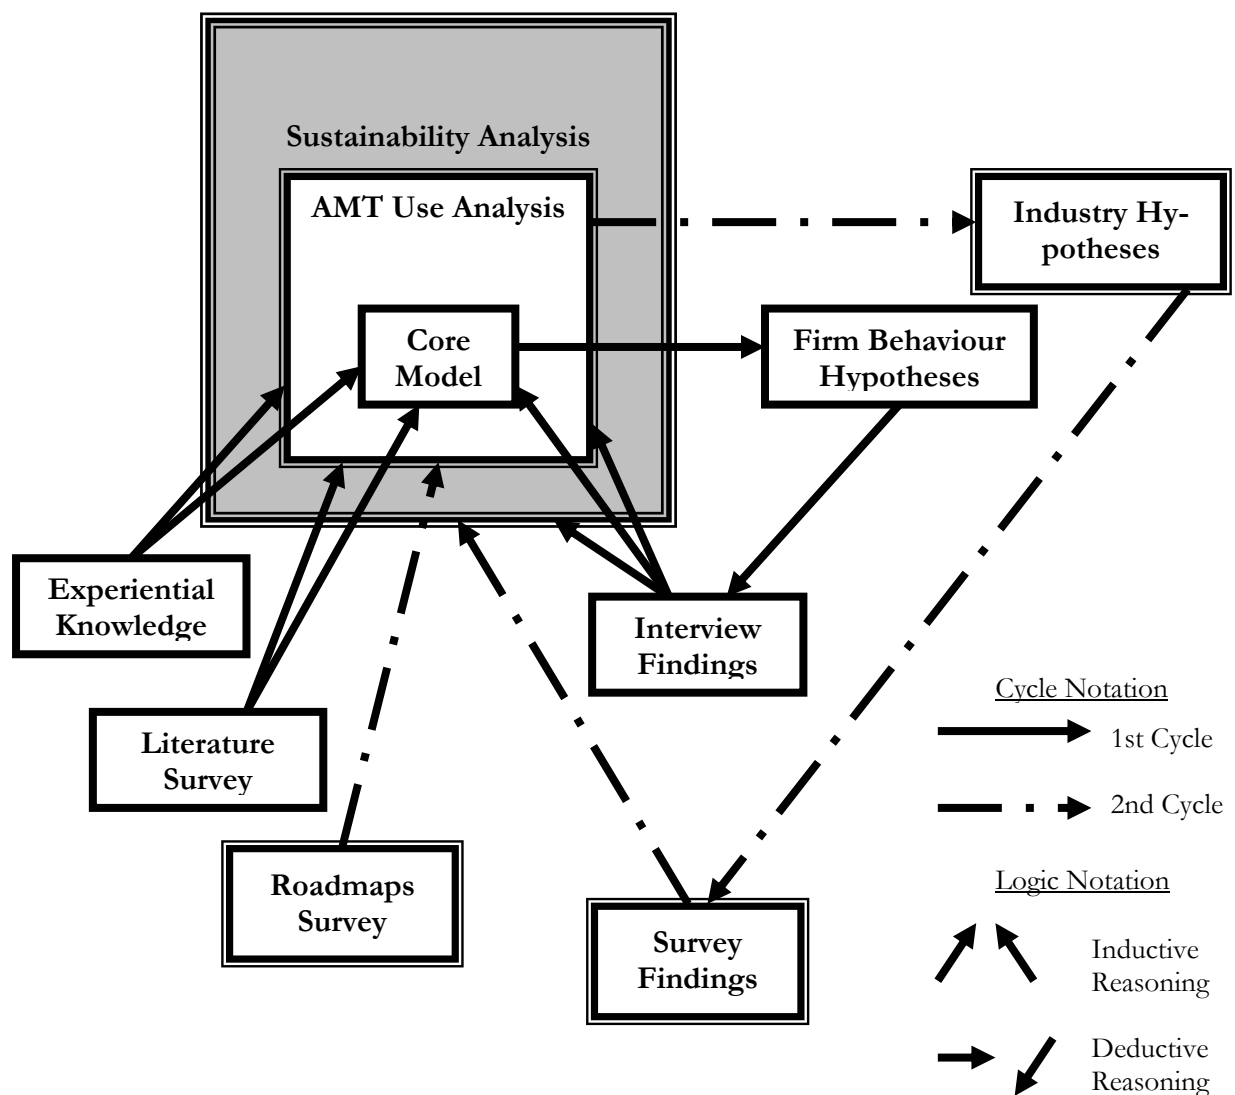 Sustainability Analysis
AMT Use Analysis
Industry Hy-
potheses
Core
Model
Firm Behaviour
Hypotheses
Experiential
Knowledge
Interview
Findings
Literature
Survey
Roadmaps
Survey
Survey
Findings
Cycle Notation
1st Cycle
2nd Cycle
Logic Notation
Inductive
Reasoning
Deductive
Reasoning